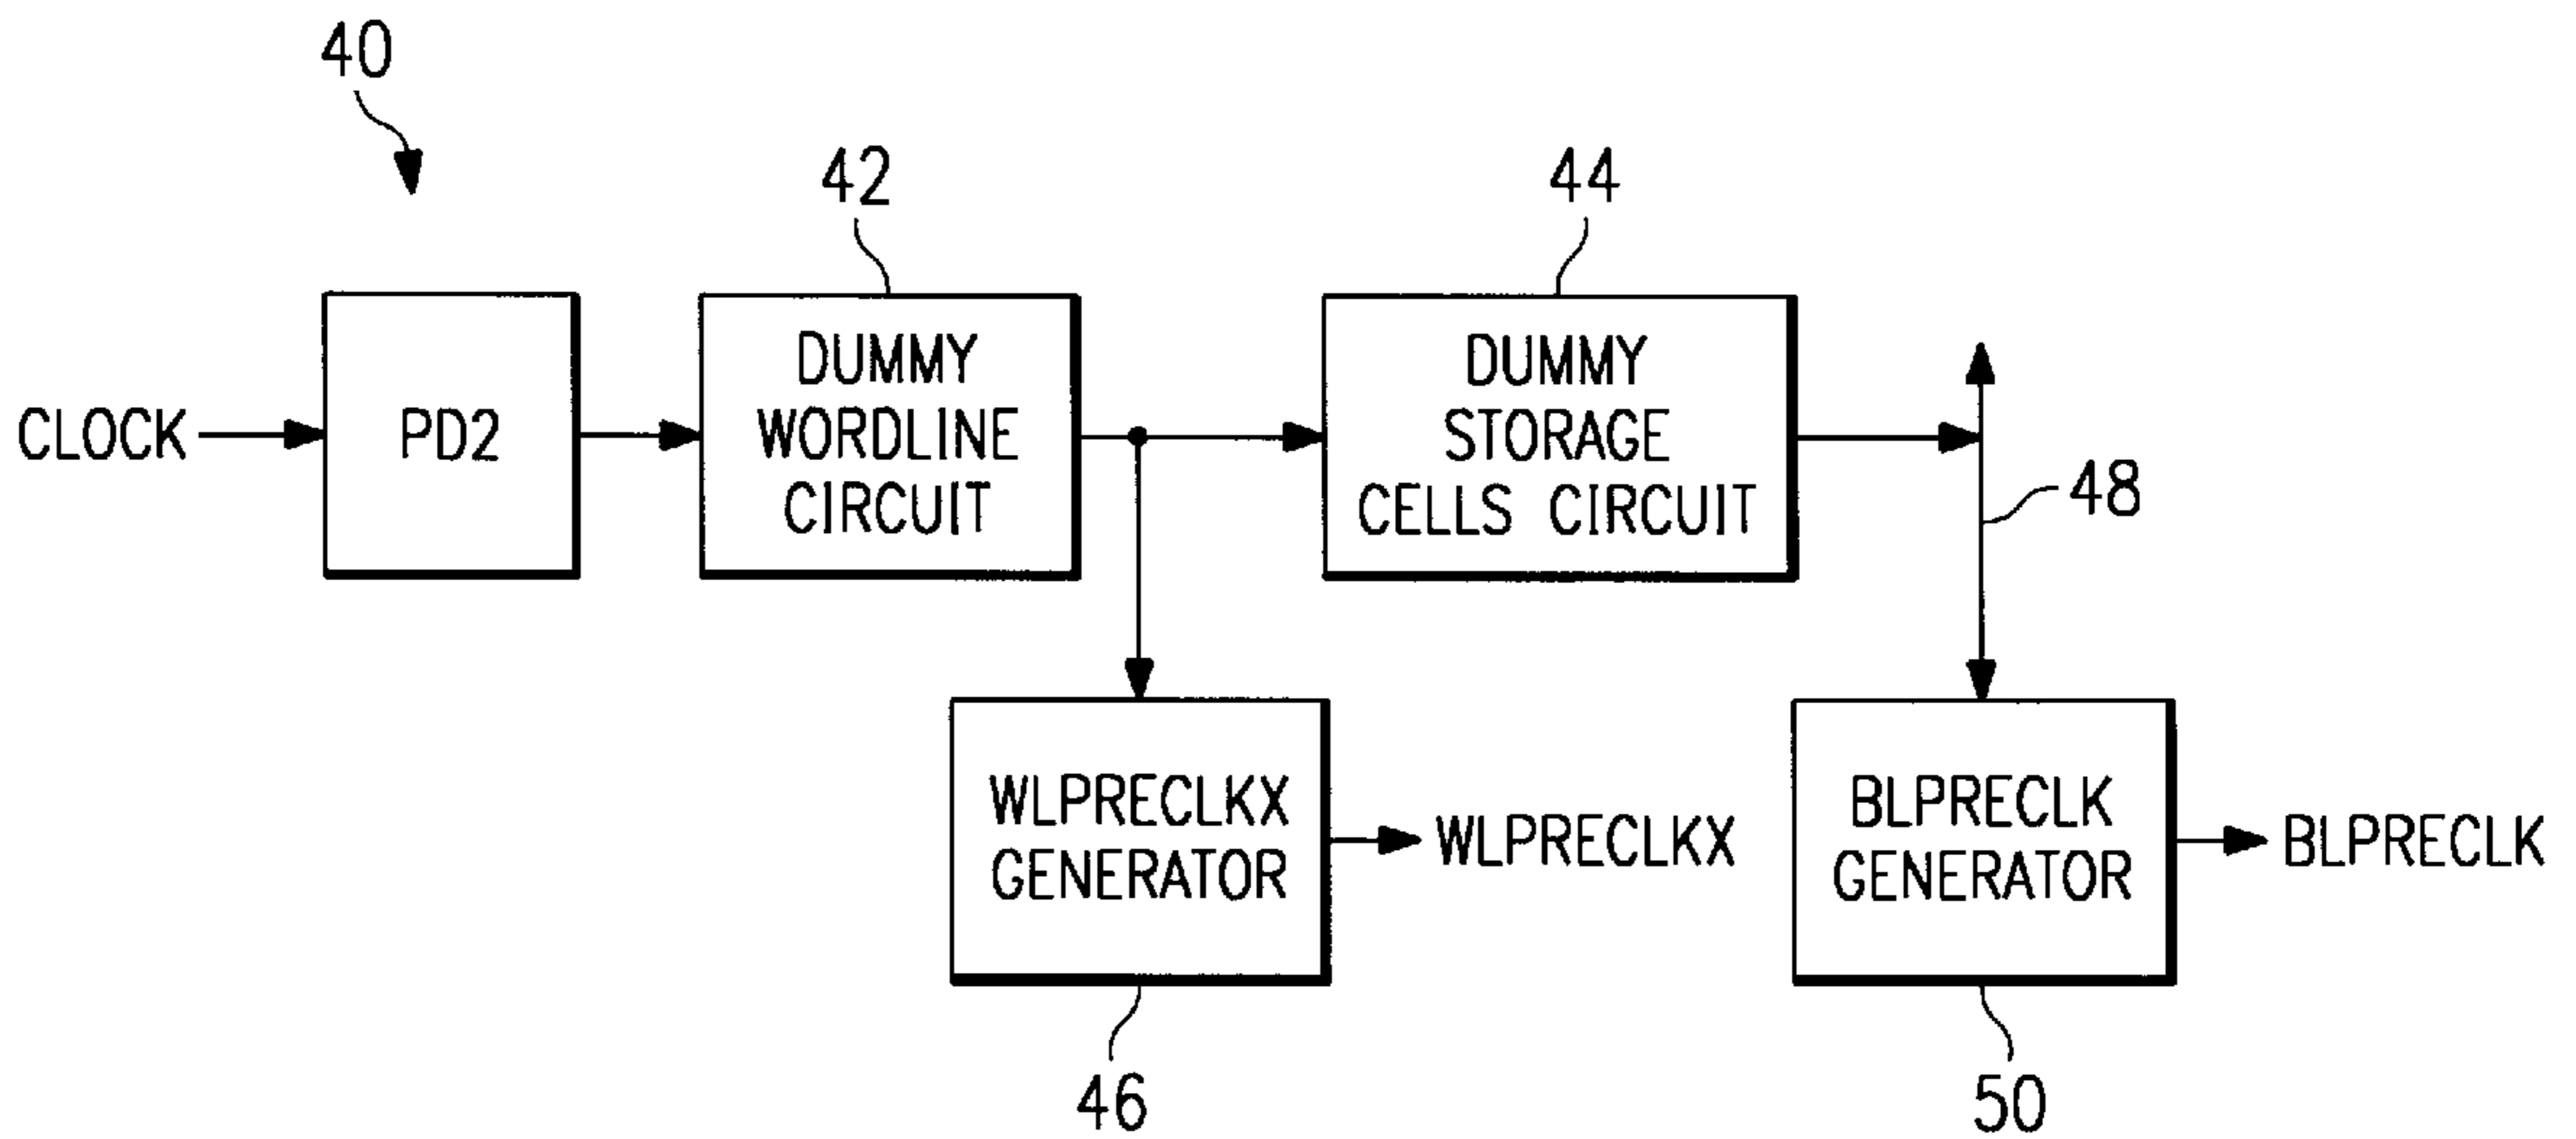 40
42
44
CLOCK
PD2
DUMMY
WORDLINE
CIRCUIT
DUMMY
STORAGE
CELLS CIRCUIT
48
WLPRECLKX
GENERATOR
WLPRECLKX
BLPRECLK
GENERATOR
BLPRECLK
46
50